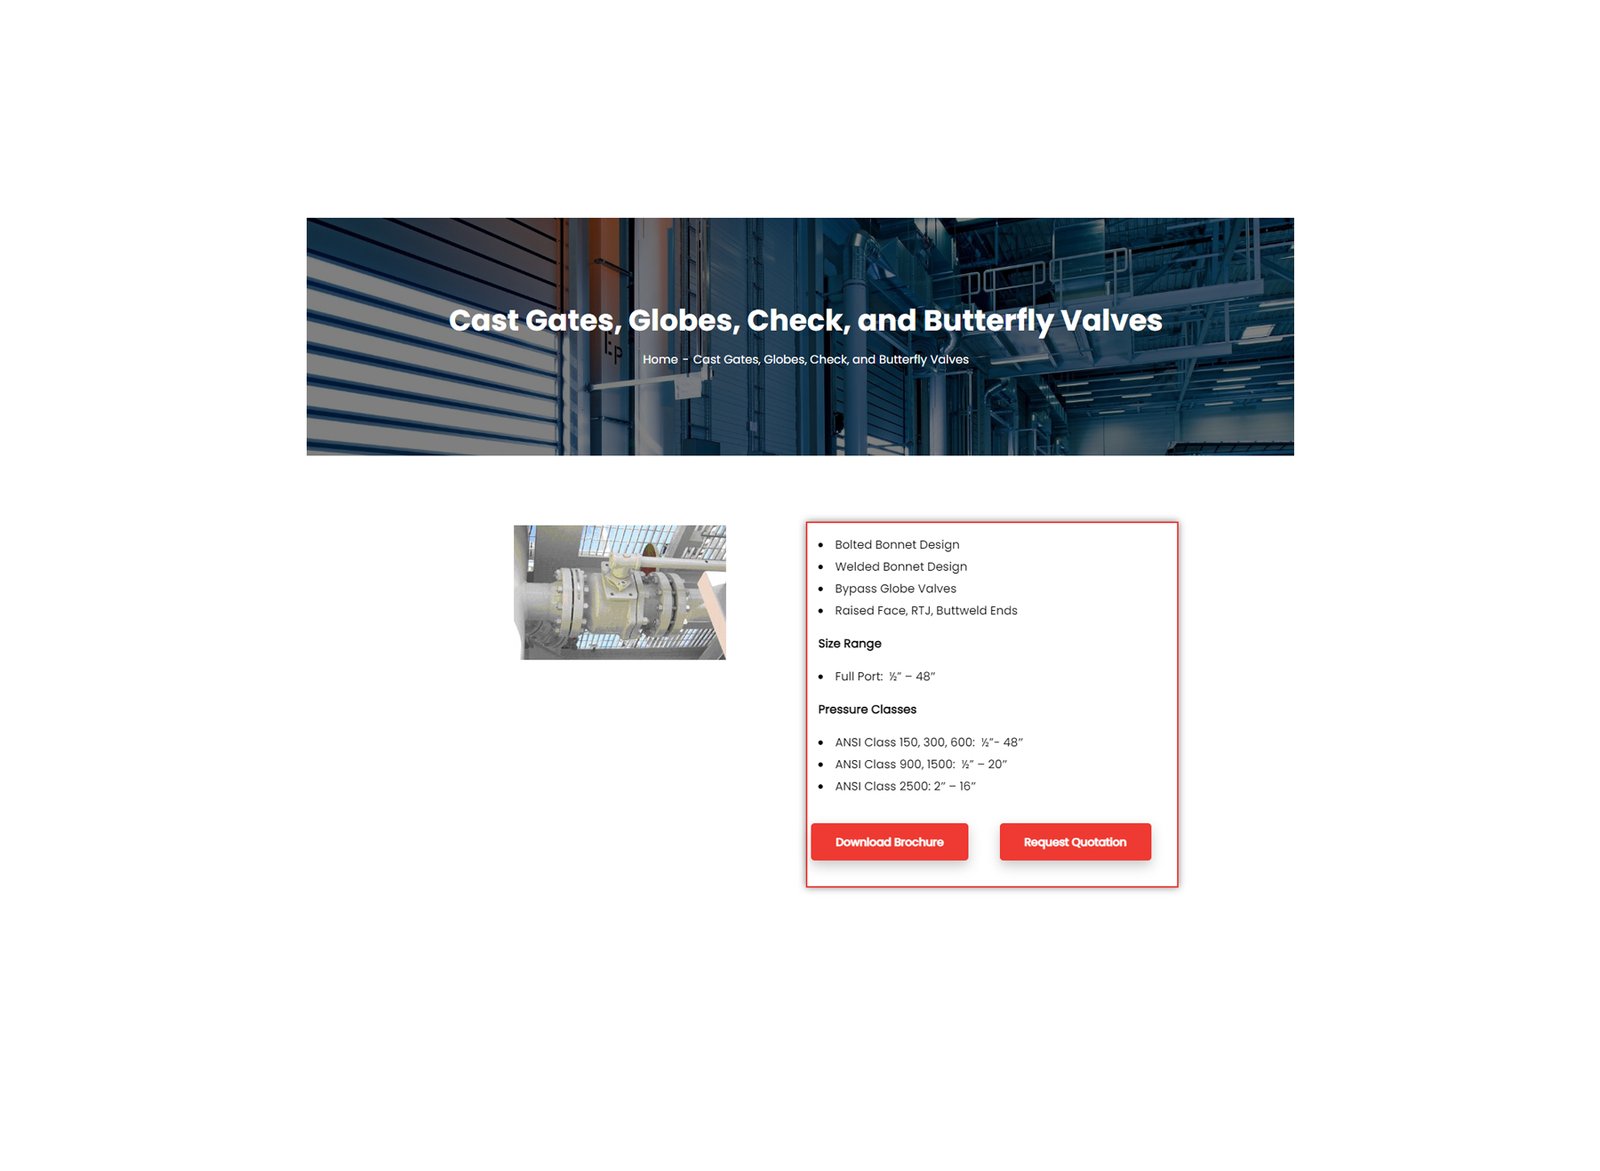 Cast Gates, Globes, Check, and Butterfly Valves
Home - Cast Gates, Globes, Check, and Butterfly Valves
E:P
• Bolted Bonnet Design
• Welded Bonnet Design
• Bypass Globe Valves
• Raised Face, RTJ, Buttweld Ends
Size Range
• Full Port:  ½” – 48”
Pressure Classes
• ANSI Class 150, 300, 600:  ½”- 48”
• ANSI Class 900, 1500:  ½” – 20”
• ANSI Class 2500: 2” – 16”
Download Brochure
Request Quotation